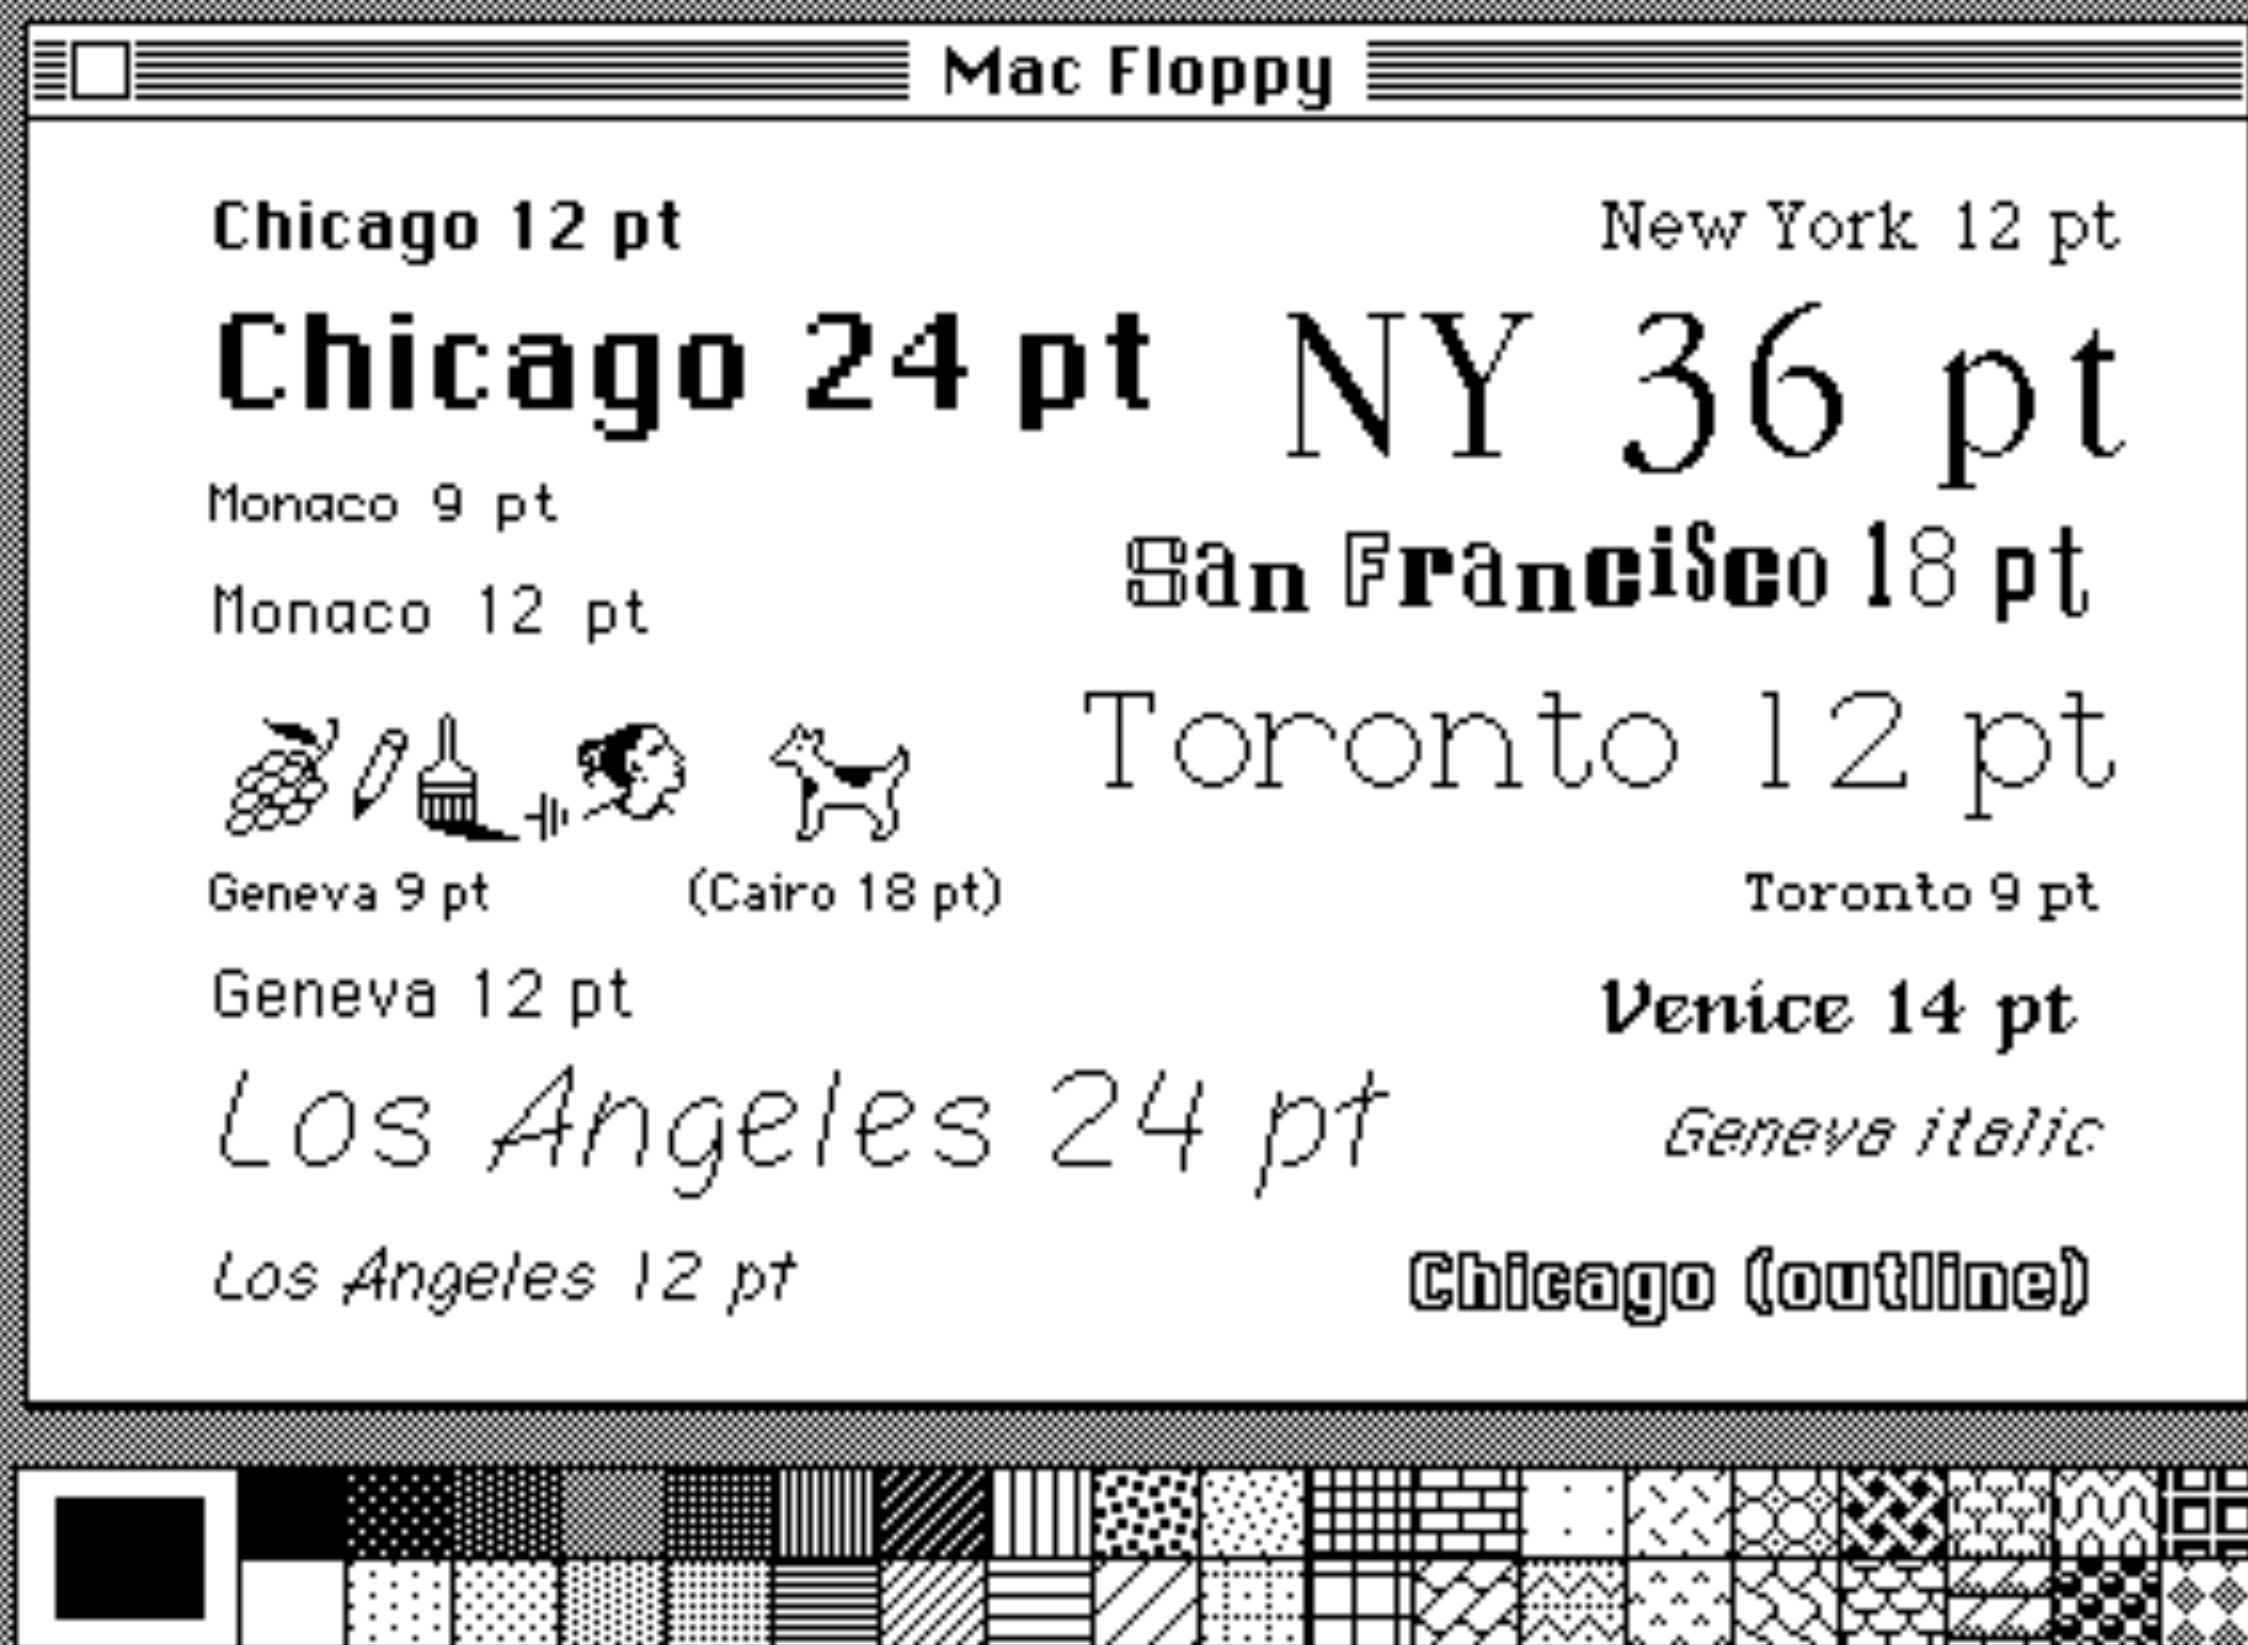 Mac Floppy
Chicago 12 pt
New York 12 pt
Chicago 24 pt
NY 36 pt
Monaco 9 pt
San Francisco 18 pt
Monaco 12 pt
Toronto 12 pt
Geneva 9 pt
(Cairo 18 pt)
Toronto 9 pt
Geneva 12 pt
Venice 14 pt
Los Angeles 24 pt
Geneva italic
Los Angeles 12 pt
Chicago (outline)